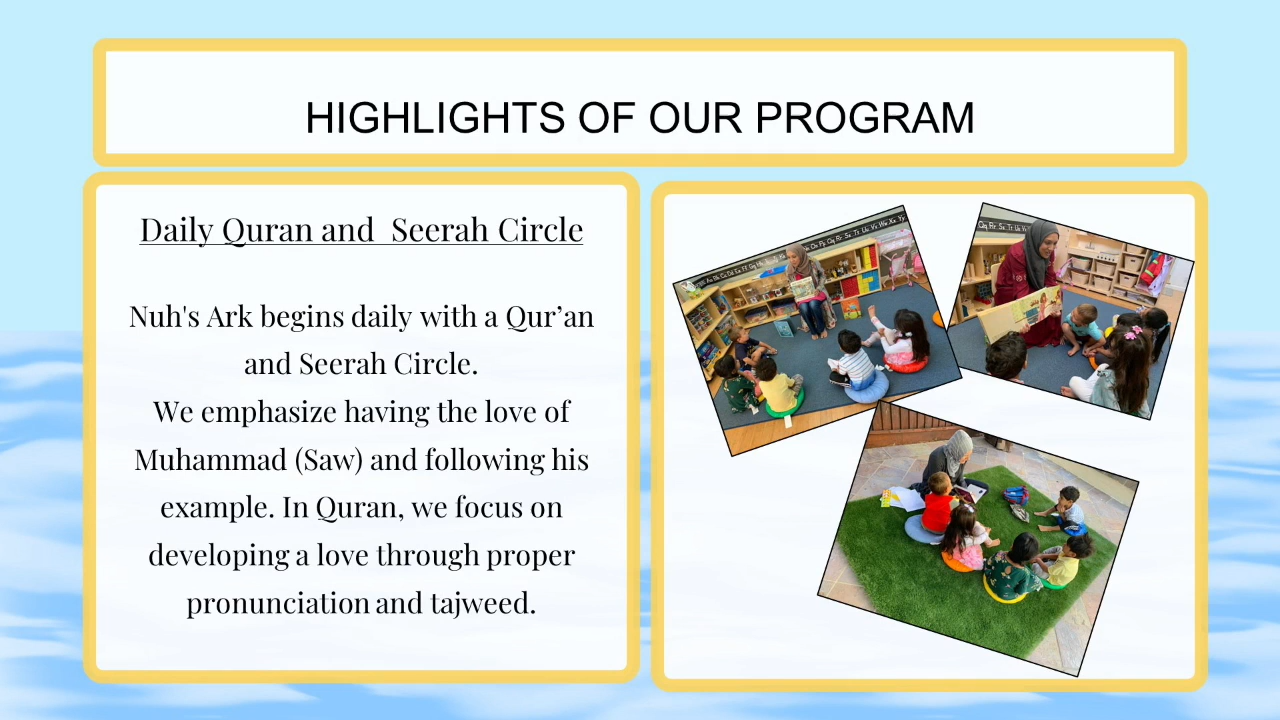 HIGHLIGHTS OF OUR PROGRAM
Daily Quran and  Seerah Circle
Nuh's Ark begins daily with a Qur’an
and Seerah Circle.
We emphasize having the love of
Muhammad (Saw) and following his
example. In Quran, we focus on
developing a love through proper
pronunciation and tajweed.